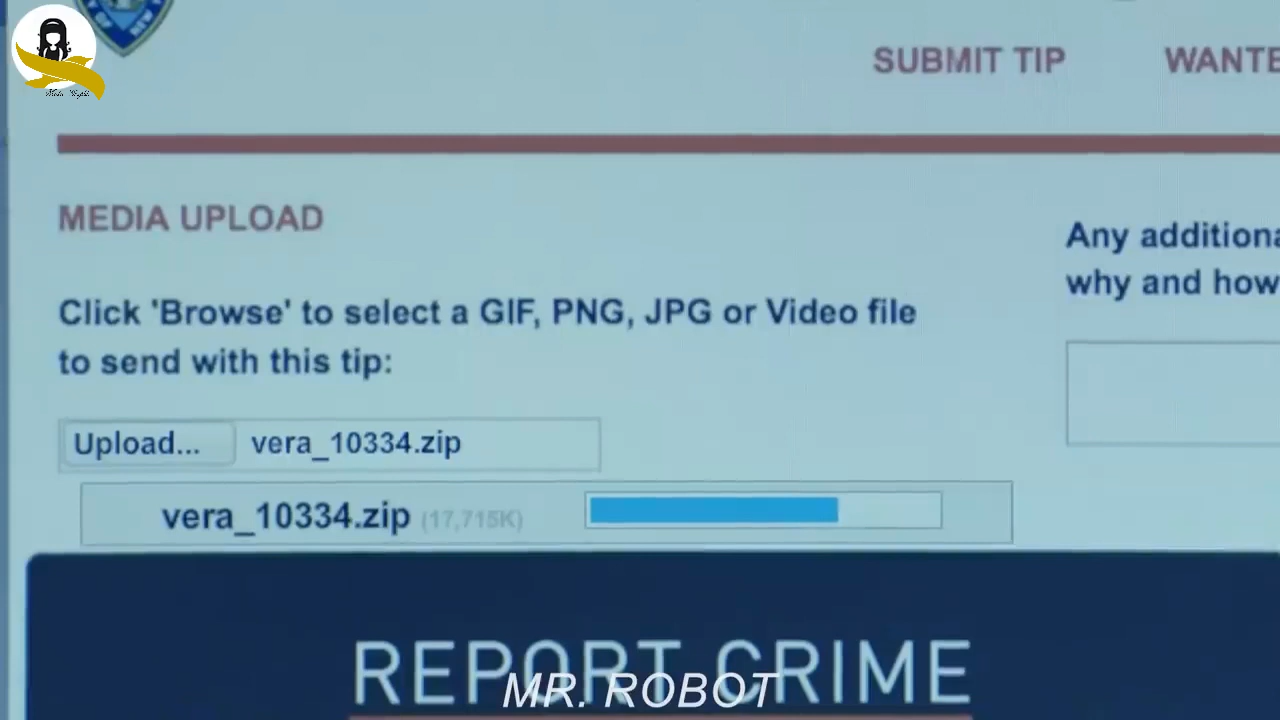 SUBMIT TIP
WANTE
MEDIA UPLOAD
Any additiona
why and how
Click 'Browse' to select a GIF, PNG, JPG or Video file
to send with this tip:
Upload... vera_10334.zip
vera_10334.zip (17,715K)
REPORT CRIME
MR. ROBOT